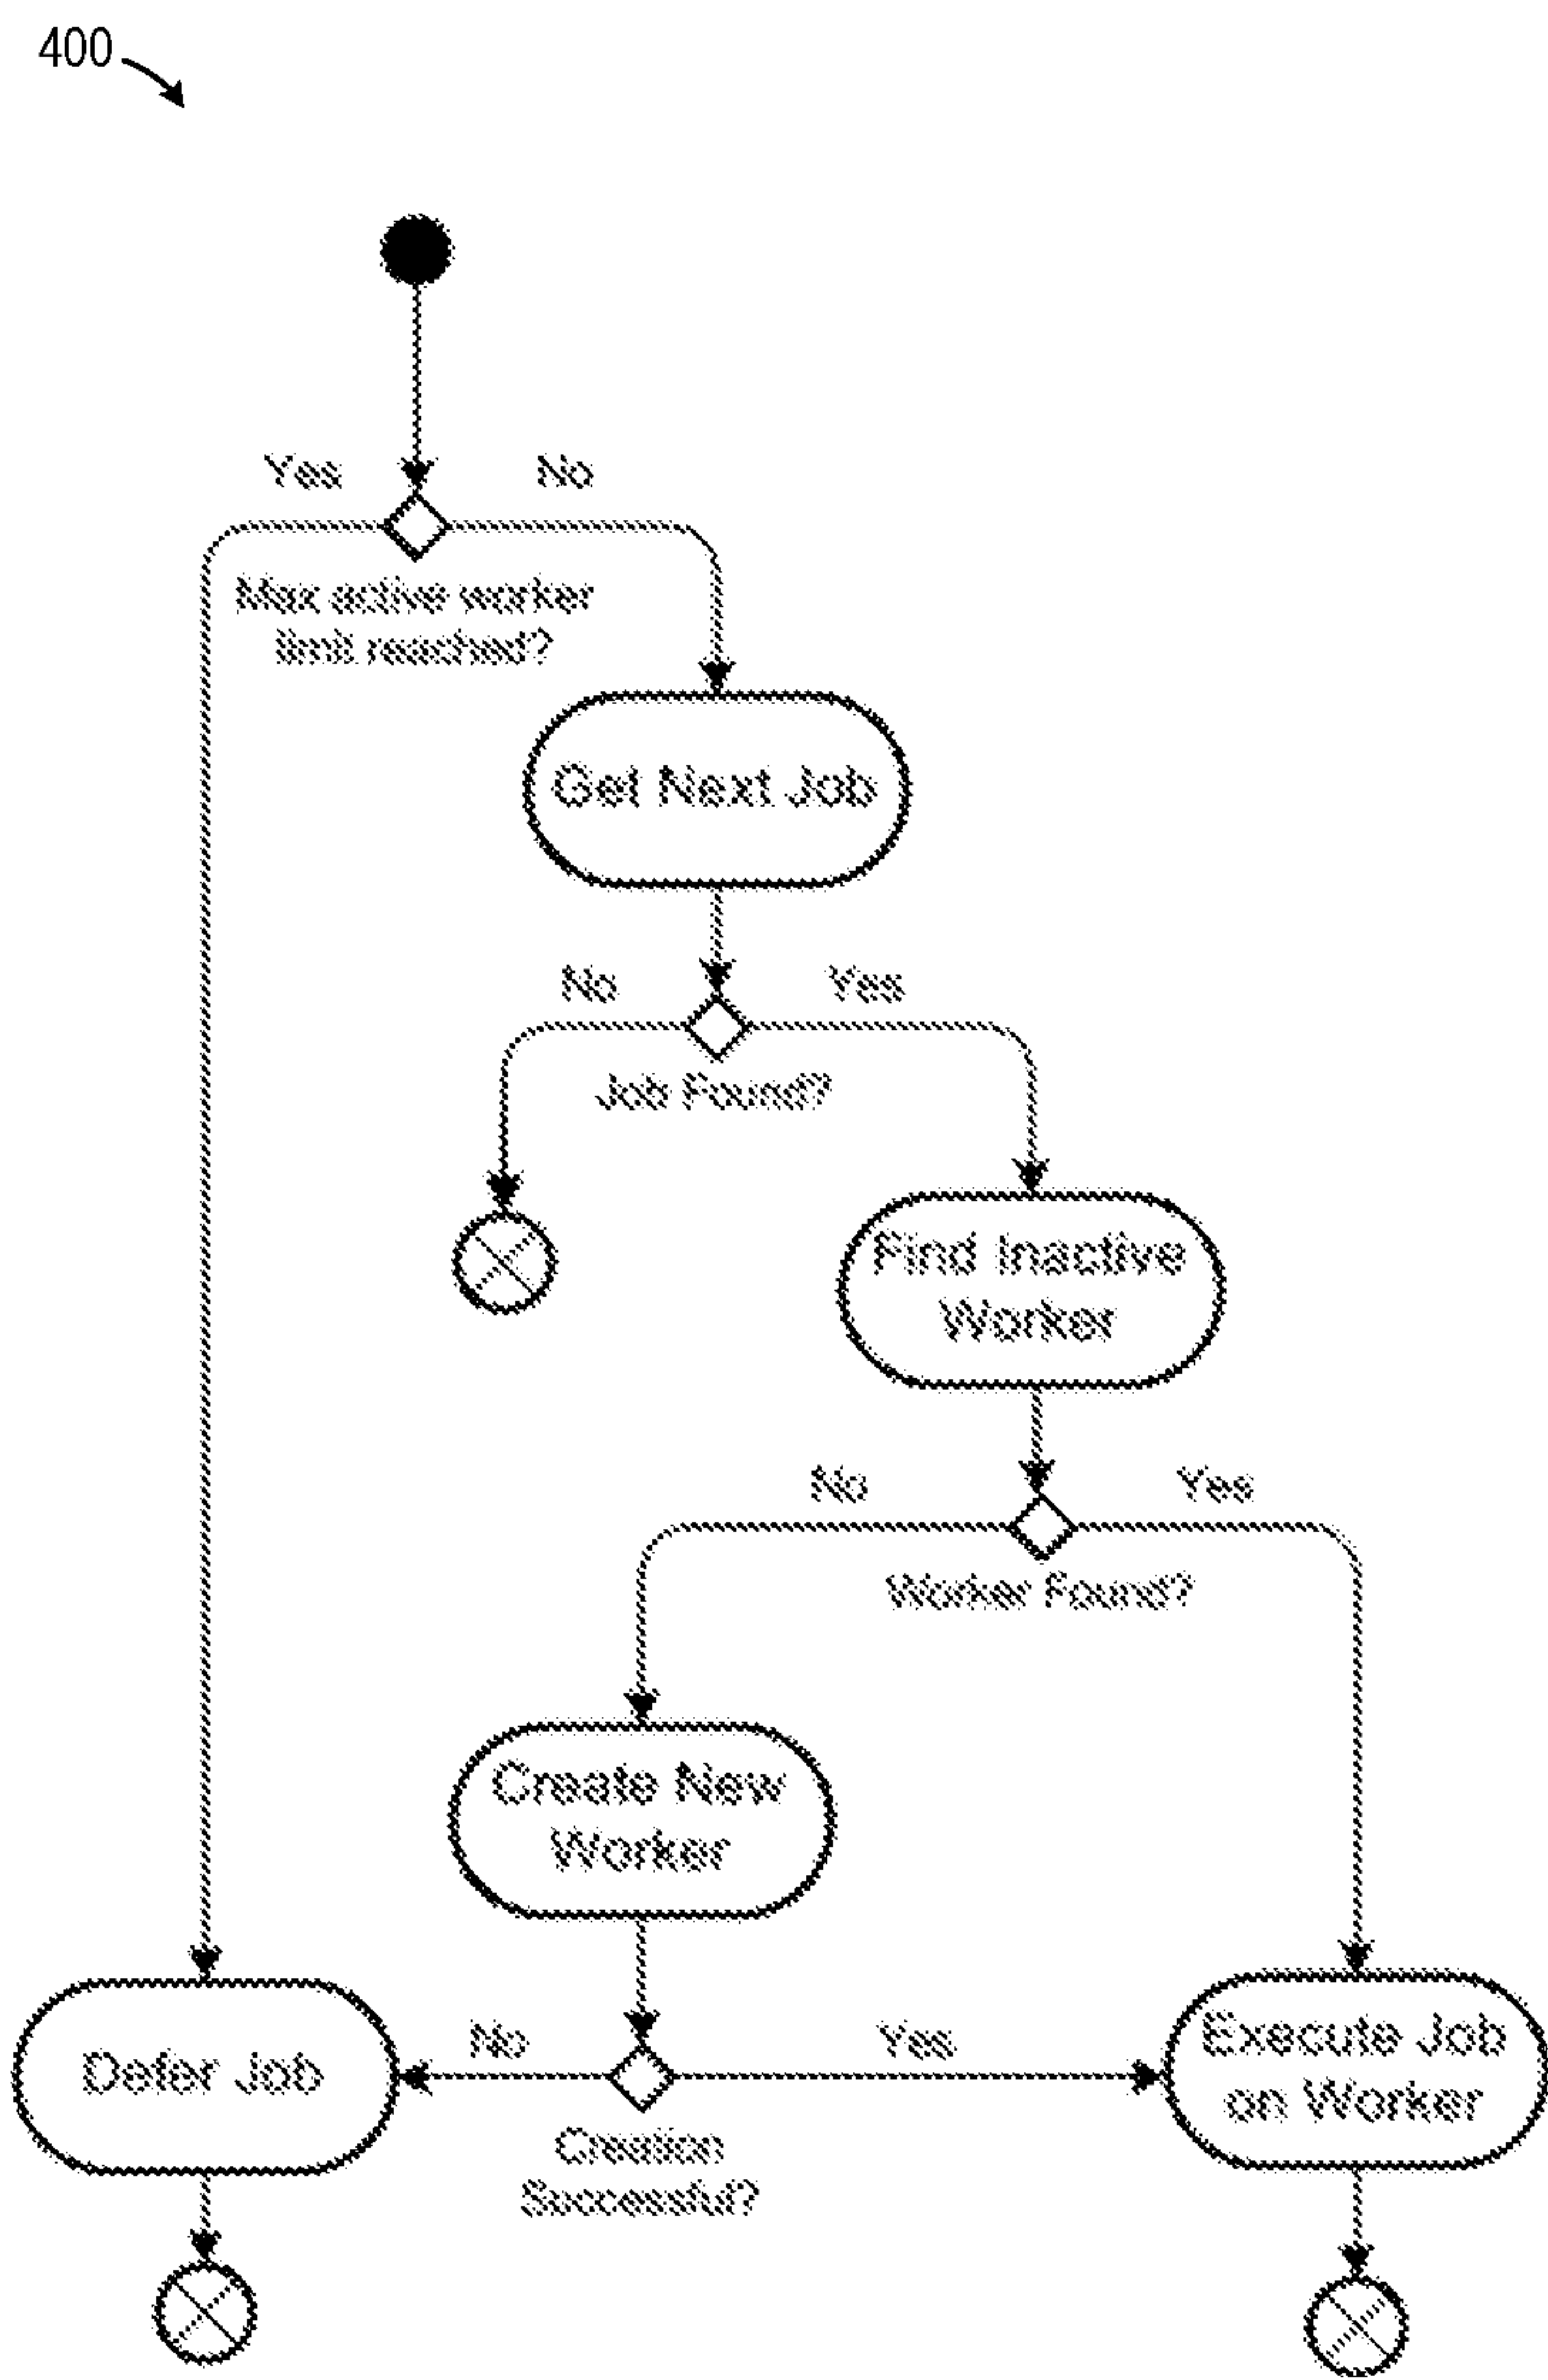 400
Yes
No
Max active worker
limit reached?
Get Next Job
No
Yes
Job Found?
Find Inactive
Worker
No
Yes
Worker Found?
Create New
Worker
Defer Job
No
Yes
Execute Job
on Worker
Creation
Successful?